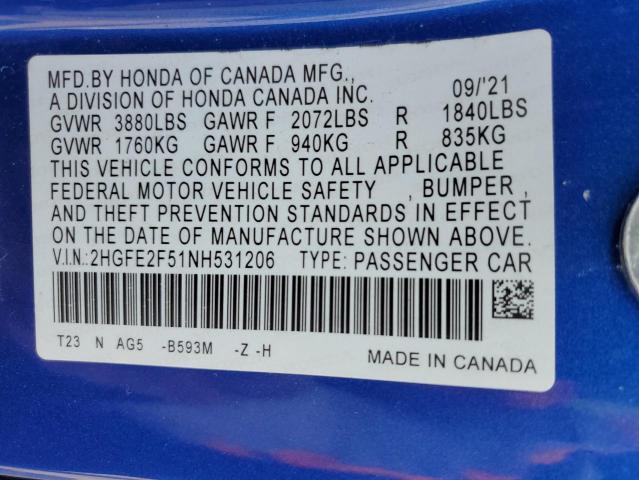 MFD.BY HONDA OF CANADA MFG.,
A DIVISION OF HONDA CANADA INC. 09/'21
GVWR 3880LBS GAWR F 2072LBS R 1840LBS
GVWR 1760KG GAWR F 940KG R 835KG
THIS VEHICLE CONFORMS TO ALL APPLICABLE
FEDERAL MOTOR VEHICLE SAFETY , BUMPER ,
AND THEFT PREVENTION STANDARDS IN EFFECT
ON THE DATE OF MANUFACTURE SHOWN ABOVE.
V.I.N.:2HGFE2F51NH531206 TYPE: PASSENGER CAR
T23 N AG5 -B593M -Z -H
MADE IN CANADA